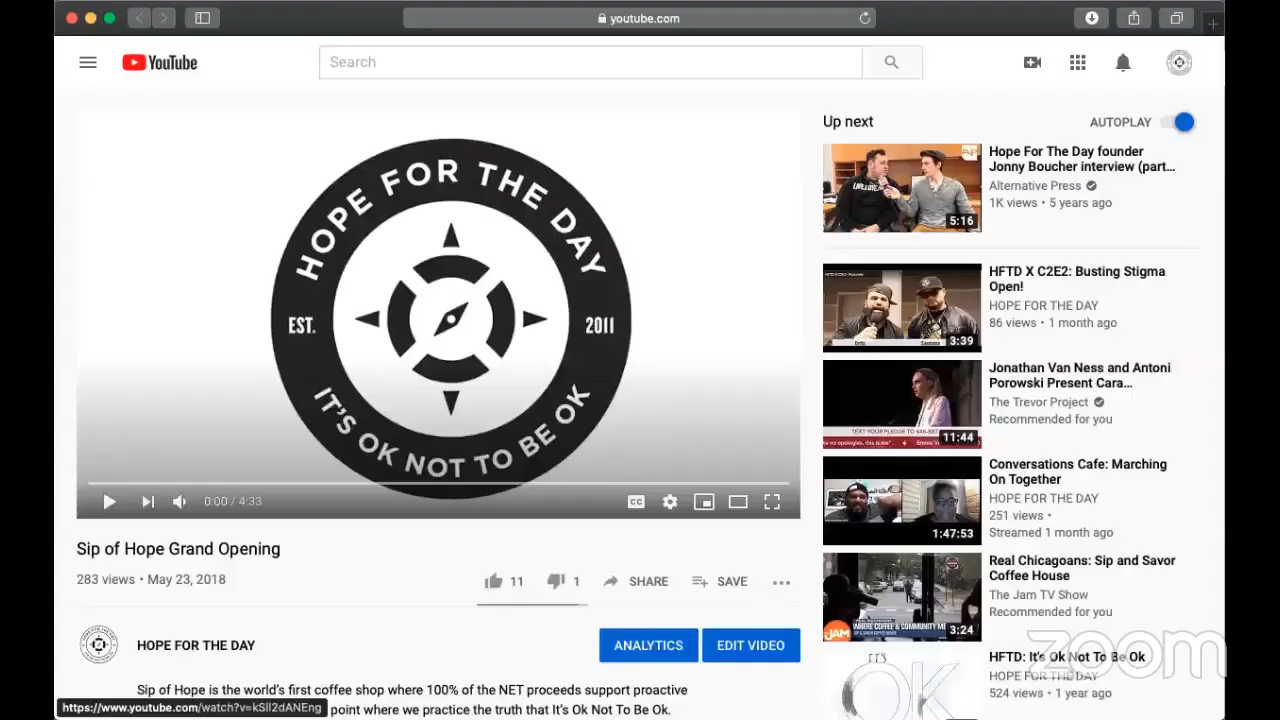 youtube.com
YouTube
Search
HOPE FOR THE DAY
EST. 2011
IT'S OK NOT TO BE OK
0:00 / 4:33
CC
Sip of Hope Grand Opening
283 views • May 23, 2018
11
1
SHARE
SAVE
HOPE FOR THE DAY
ANALYTICS
EDIT VIDEO
Sip of Hope is the world's first coffee shop where 100% of the NET proceeds support proactive
point where we practice the truth that It's Ok Not To Be Ok.
https://www.youtube.com/watch?v=kSlI2dANEng
Up next
AUTOPLAY
5:16
Hope For The Day founder
Jonny Boucher interview (part...
Alternative Press
1K views • 5 years ago
3:39
HFTD X C2E2: Busting Stigma
Open!
HOPE FOR THE DAY
86 views • 1 month ago
11:44
Jonathan Van Ness and Antoni
Porowski Present Cara...
The Trevor Project
Recommended for you
1:47:53
Conversations Cafe: Marching
On Together
HOPE FOR THE DAY
251 views •
Streamed 1 month ago
JAM
WHERE COFFEE & COMMUNITY ME
3:24
Real Chicagoans: Sip and Savor
Coffee House
The Jam TV Show
Recommended for you
IT'S
OK
HFTD: It's Ok Not To Be Ok
HOPE FOR THE DAY
524 views • 1 year ago
zoom